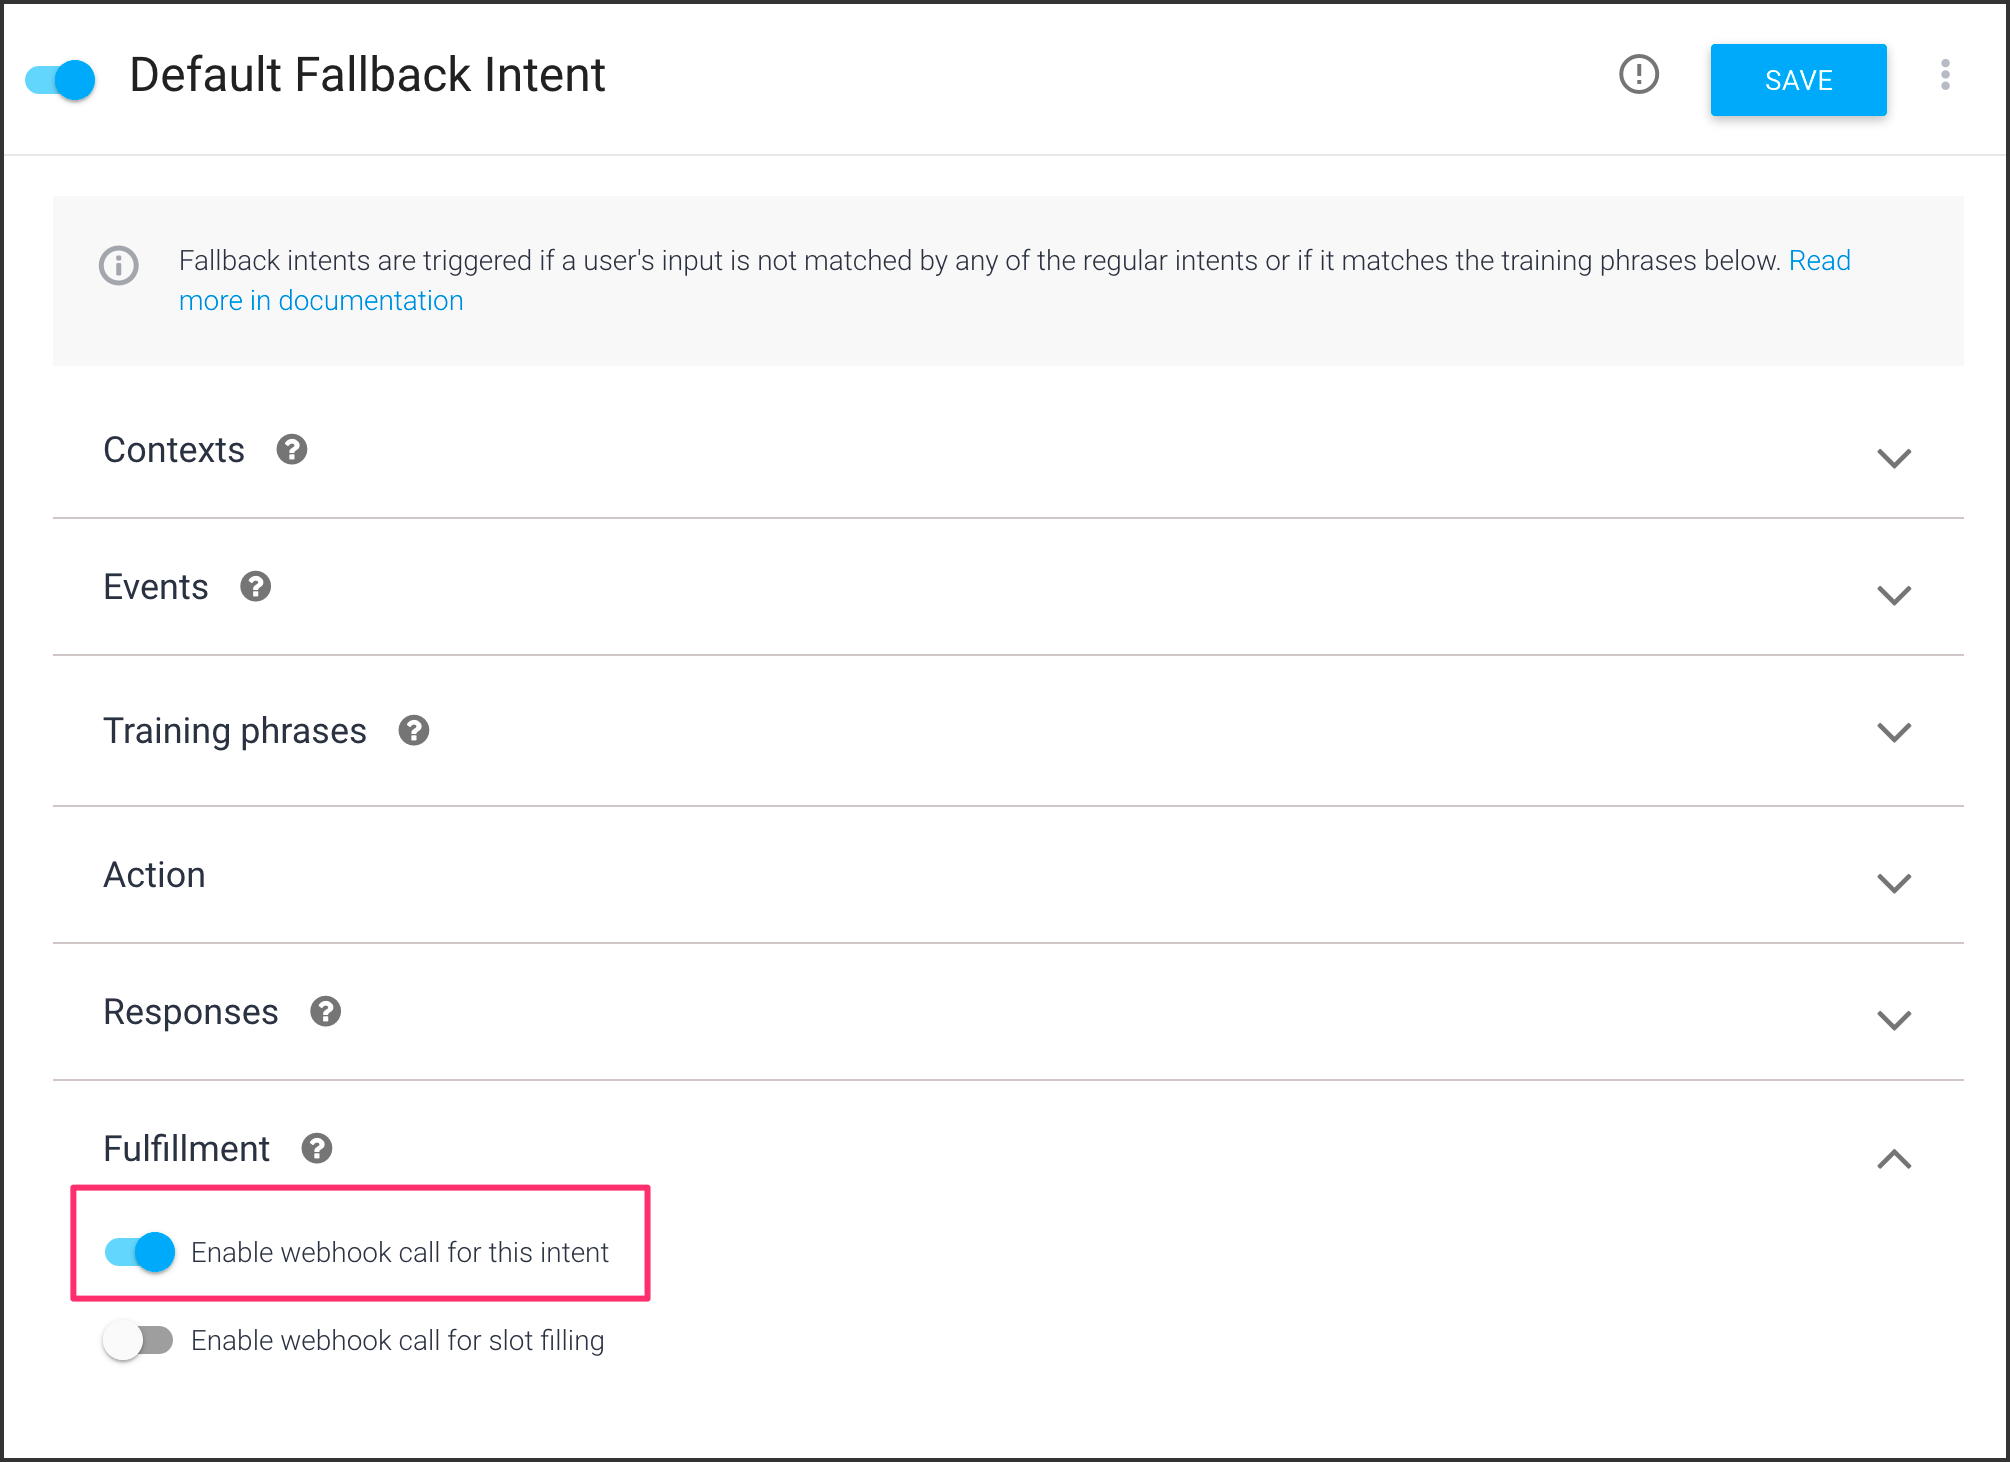 Default Fallback Intent
SAVE
Fallback intents are triggered if a user's input is not matched by any of the regular intents or if it matches the training phrases below. Read
more in documentation
Contexts
Events
Training phrases
Action
Responses
Fulfillment
Enable webhook call for this intent
Enable webhook call for slot filling